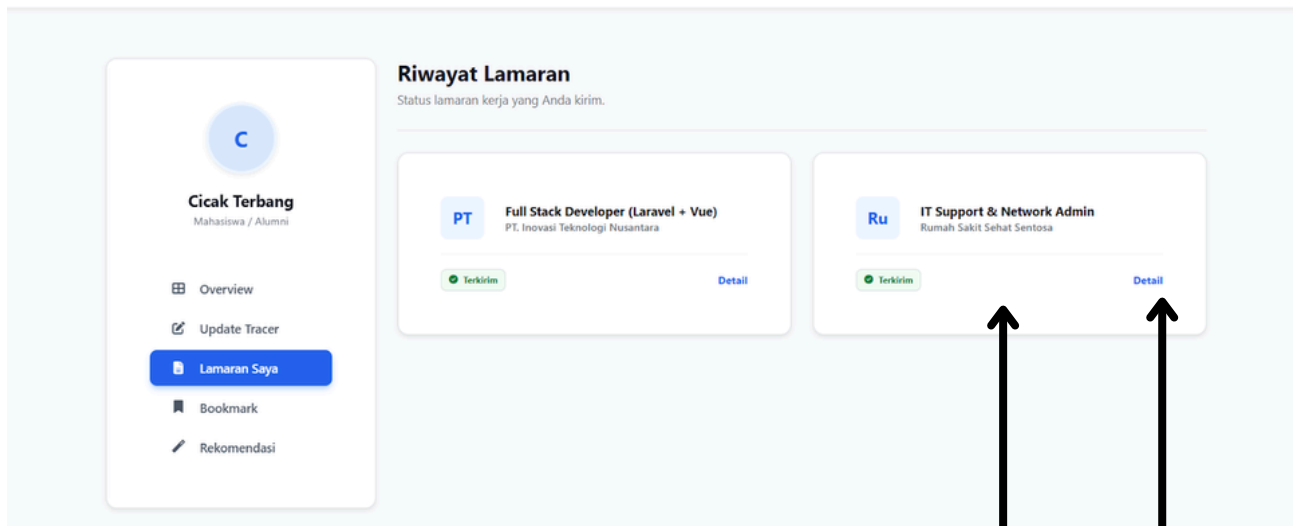 C
Cicak Terbang
Mahasiswa / Alumni
Overview
Update Tracer
Lamaran Saya
Bookmark
Rekomendasi
Riwayat Lamaran
Status lamaran kerja yang Anda kirim.
PT
Full Stack Developer (Laravel + Vue)
PT. Inovasi Teknologi Nusantara
Terkirim
Detail
Ru
IT Support & Network Admin
Rumah Sakit Sehat Sentosa
Terkirim
Detail